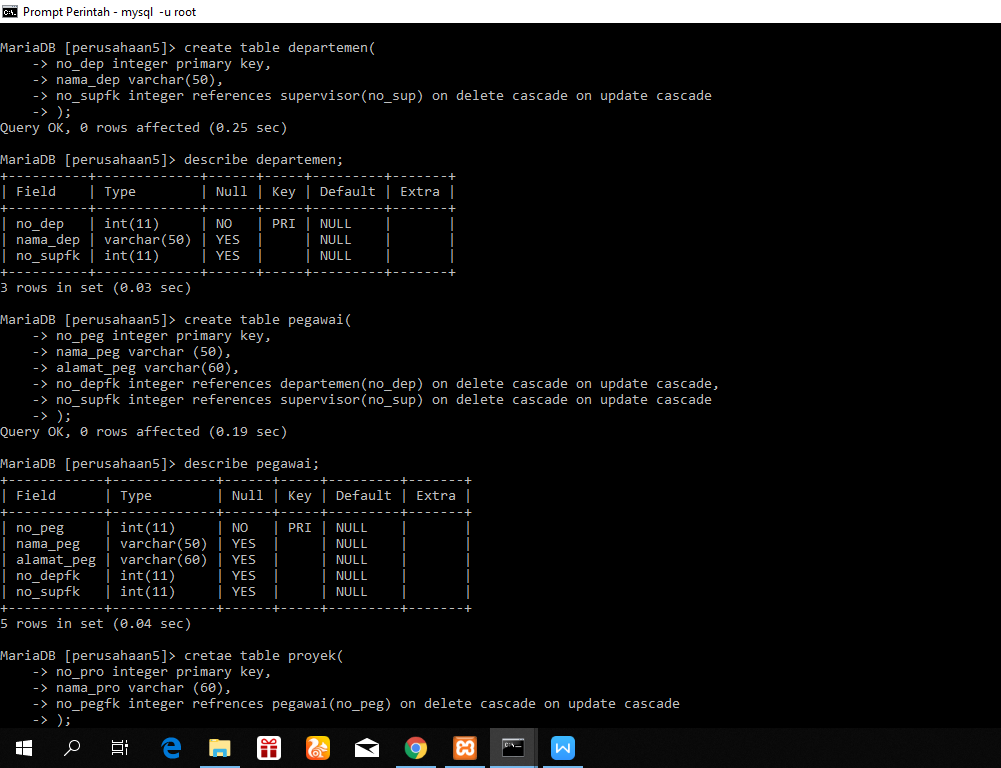 Prompt Perintah - mysql  -u root
MariaDB [perusahaan5]> create table departemen(
    -> no_dep integer primary key,
    -> nama_dep varchar(50),
    -> no_supfk integer references supervisor(no_sup) on delete cascade on update cascade
    -> );
Query OK, 0 rows affected (0.25 sec)
MariaDB [perusahaan5]> describe departemen;
+----------+-------------+------+-----+---------+-------+
| Field    | Type        | Null | Key | Default | Extra |
+----------+-------------+------+-----+---------+-------+
| no_dep   | int(11)     | NO   | PRI | NULL    |       |
| nama_dep | varchar(50) | YES  |     | NULL    |       |
| no_supfk | int(11)     | YES  |     | NULL    |       |
+----------+-------------+------+-----+---------+-------+
3 rows in set (0.03 sec)
MariaDB [perusahaan5]> create table pegawai(
    -> no_peg integer primary key,
    -> nama_peg varchar (50),
    -> alamat_peg varchar(60),
    -> no_depfk integer references departemen(no_dep) on delete cascade on update cascade,
    -> no_supfk integer references supervisor(no_sup) on delete cascade on update cascade
    -> );
Query OK, 0 rows affected (0.19 sec)
MariaDB [perusahaan5]> describe pegawai;
+------------+-------------+------+-----+---------+-------+
| Field      | Type        | Null | Key | Default | Extra |
+------------+-------------+------+-----+---------+-------+
| no_peg     | int(11)     | NO   | PRI | NULL    |       |
| nama_peg   | varchar(50) | YES  |     | NULL    |       |
| alamat_peg | varchar(60) | YES  |     | NULL    |       |
| no_depfk   | int(11)     | YES  |     | NULL    |       |
| no_supfk   | int(11)     | YES  |     | NULL    |       |
+------------+-------------+------+-----+---------+-------+
5 rows in set (0.04 sec)
MariaDB [perusahaan5]> cretae table proyek(
    -> no_pro integer primary key,
    -> nama_pro varchar (60),
    -> no_pegfk integer refrences pegawai(no_peg) on delete cascade on update cascade
    -> );